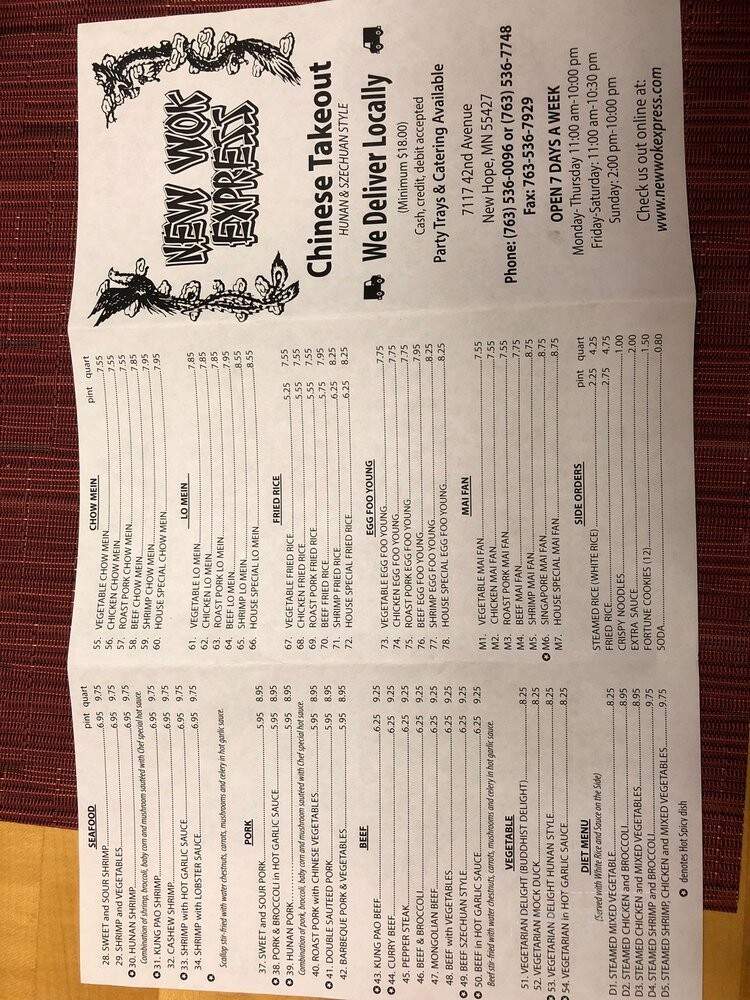 SEAFOOD
pint quart
28. SWEET and SOUR SHRIMP 6.95 9.75
29. SHRIMP and VEGETABLES 6.95 9.75
30. HUNAN SHRIMP 6.95 9.75
Combination of shrimp, broccoli, baby corn and mushroom sauteed with Chef special hot sauce.
31. KUNG PAO SHRIMP 6.95 9.75
32. CASHEW SHRIMP 6.95 9.75
33. SHRIMP with HOT GARLIC SAUCE 6.95 9.75
34. SHRIMP with LOBSTER SAUCE 6.95 9.75
Scallop stir-fried with water chestnuts, carrots, mushrooms and celery in hot garlic sauce.
PORK
37. SWEET and SOUR PORK 5.95 8.95
38. PORK & BROCCOLI in HOT GARLIC SAUCE 5.95 8.95
39. HUNAN PORK 5.95 8.95
Combination of pork, broccoli, baby corn and mushroom sauteed with Chef special hot sauce.
40. ROAST PORK with CHINESE VEGETABLES 5.95 8.95
41. DOUBLE SAUTEED PORK 5.95 8.95
42. BARBEQUE PORK & VEGETABLES 5.95 8.95
BEEF
43. KUNG PAO BEEF 6.25 9.25
44. CURRY BEEF 6.25 9.25
45. PEPPER STEAK 6.25 9.25
46. BEEF & BROCCOLI 6.25 9.25
47. MONGOLIAN BEEF 6.25 9.25
48. BEEF with VEGETABLES 6.25 9.25
49. BEEF SZECHUAN STYLE 6.25 9.25
50. BEEF in HOT GARLIC SAUCE 6.25 9.25
Beef stir-fried with water chestnuts, carrots, mushrooms and celery in hot garlic sauce.
VEGETABLE
51. VEGETARIAN DELIGHT (BUDDHIST DELIGHT) 8.25
52. VEGETARIAN MOCK DUCK 8.25
53. VEGETARIAN DELIGHT HUNAN STYLE 8.25
54. VEGETARIAN in HOT GARLIC SAUCE 8.25
DIET MENU
(Served with White Rice and Sauce on the Side)
D1. STEAMED MIXED VEGETABLE 8.25
D2. STEAMED CHICKEN and BROCCOLI 8.95
D3. STEAMED CHICKEN and MIXED VEGETABLES 8.95
D4. STEAMED SHRIMP and BROCCOLI 9.75
D5. STEAMED SHRIMP, CHICKEN and MIXED VEGETABLES 9.75
denotes Hot Spicy dish
CHOW MEIN
pint quart
55. VEGETABLE CHOW MEIN 7.55
56. CHICKEN CHOW MEIN 7.55
57. ROAST PORK CHOW MEIN 7.55
58. BEEF CHOW MEIN 7.85
59. SHRIMP CHOW MEIN 7.95
60. HOUSE SPECIAL CHOW MEIN 7.95
LO MEIN
61. VEGETABLE LO MEIN 7.85
62. CHICKEN LO MEIN 7.85
63. ROAST PORK LO MEIN 7.85
64. BEEF LO MEIN 7.95
65. SHRIMP LO MEIN 8.55
66. HOUSE SPECIAL LO MEIN 8.55
FRIED RICE
67. VEGETABLE FRIED RICE 5.25 7.55
68. CHICKEN FRIED RICE 5.55 7.55
69. ROAST PORK FRIED RICE 5.55 7.55
70. BEEF FRIED RICE 5.75 7.95
71. SHRIMP FRIED RICE 6.25 8.25
72. HOUSE SPECIAL FRIED RICE 6.25 8.25
EGG FOO YOUNG
73. VEGETABLE EGG FOO YOUNG 7.75
74. CHICKEN EGG FOO YOUNG 7.75
75. ROAST PORK EGG FOO YOUNG 7.75
76. BEEF EGG FOO YOUNG 7.95
77. SHRIMP EGG FOO YOUNG 8.25
78. HOUSE SPECIAL EGG FOO YOUNG 8.25
MAI FAN
M1. VEGETABLE MAI FAN 7.55
M2. CHICKEN MAI FAN 7.55
M3. ROAST PORK MAI FAN 7.55
M4. BEEF MAI FAN 7.75
M5. SHRIMP MAI FAN 8.75
M6. SINGAPORE MAI FAN 8.75
M7. HOUSE SPECIAL MAI FAN 8.75
SIDE ORDERS
pint quart
STEAMED RICE (WHITE RICE) 2.25 4.25
FRIED RICE 2.75 4.75
CRISPY NOODLES 1.00
EXTRA SAUCE 2.00
FORTUNE COOKIES (12) 1.50
SODA 0.80
NEW WOK
EXPRESS
Chinese Takeout
HUNAN & SZECHUAN STYLE
We Deliver Locally
(Minimum $18.00)
Cash, credit, debit accepted
Party Trays & Catering Available
7117 42nd Avenue
New Hope, MN 55427
Phone: (763) 536-0096 or (763) 536-7748
Fax: 763-536-7929
OPEN 7 DAYS A WEEK
Monday- Thursday 11:00 am-10:00 pm
Friday-Saturday: 11:00 am-10:30 pm
Sunday: 2:00 pm-10:00 pm
Check us out online at:
www.newwokexpress.com